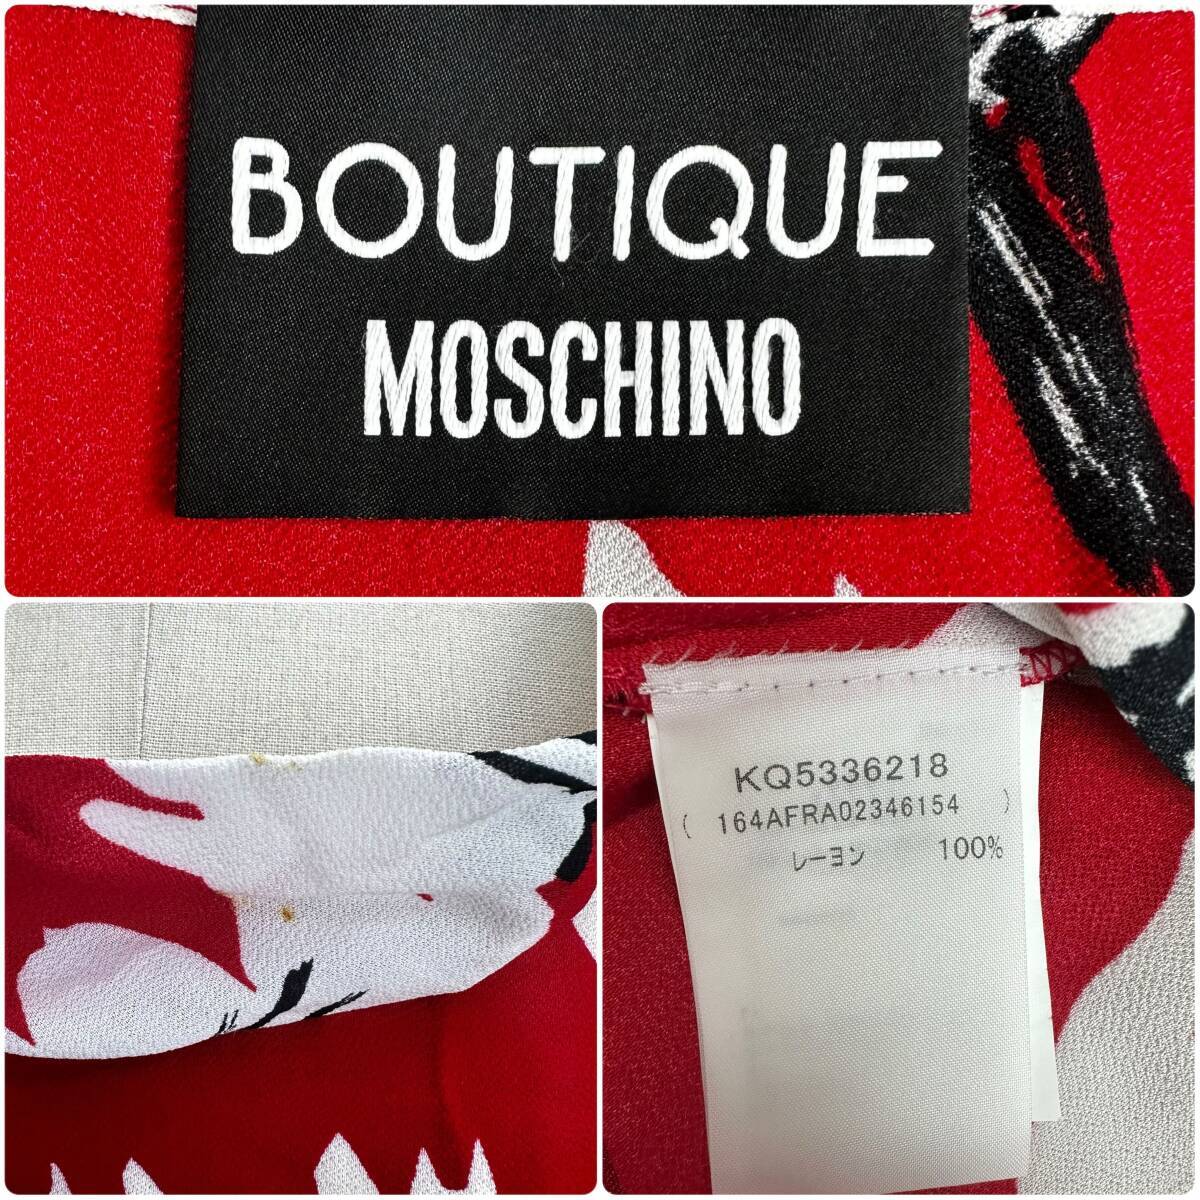 BOUTIQUE
MOSCHINO
KQ5336218
( 164AFRA02346154 )
レーヨン 100%